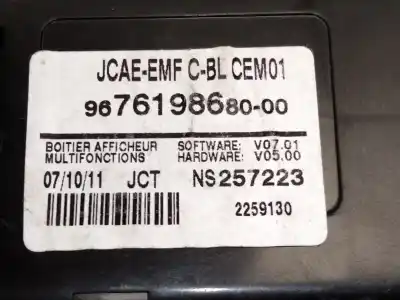 JCAE-EMF C-BL CEM01
9676198680-00
BOITIER AFFICHEUR SOFTWARE: V07.01
MULTIFONCTIONS HARDWARE: V05.00
07/10/11 JCT NS257223
2259130